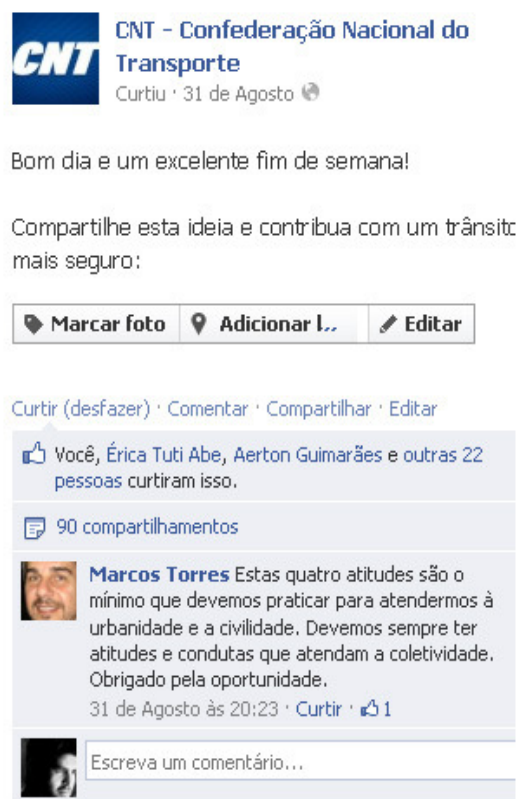 CNT
CNT - Confederação Nacional do
Transporte
Curtiu · 31 de Agosto
Bom dia e um excelente fim de semana!
Compartilhe esta ideia e contribua com um trânsito
mais seguro:
Marcar foto Adicionar l... Editar
Curtir (desfazer) · Comentar · Compartilhar · Editar
Você, Érica Tuti Abe, Aerton Guimarães e outras 22
pessoas curtiram isso.
90 compartilhamentos
Marcos Torres Estas quatro atitudes são o
mínimo que devemos praticar para atendermos à
urbanidade e a civilidade. Devemos sempre ter
atitudes e condutas que atendam a coletividade.
Obrigado pela oportunidade.
31 de Agosto às 20:23 · Curtir · 1
Escreva um comentário...